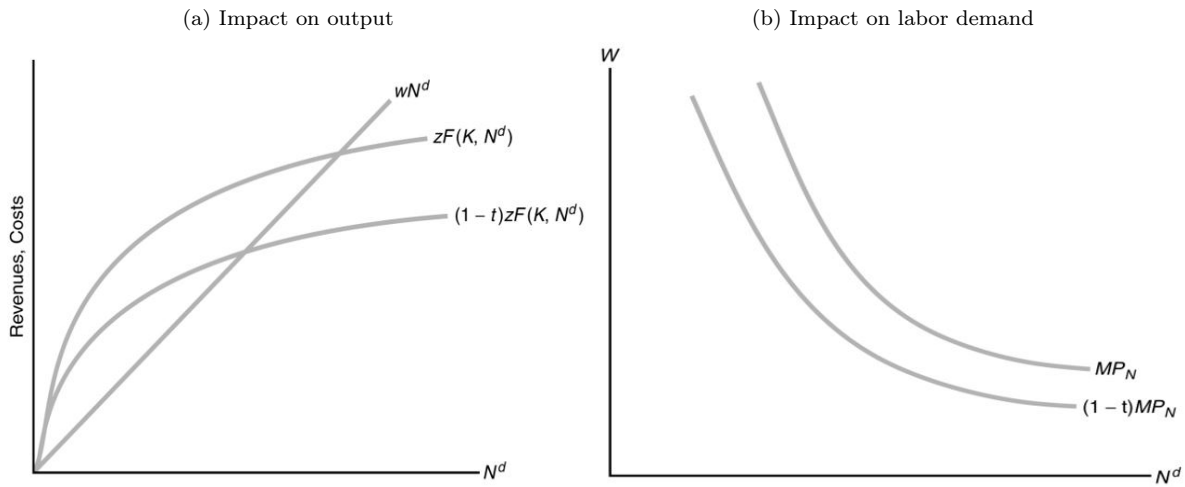 (a) Impact on output
Revenues, Costs
wN^d
zF(K, N^d)
(1 − t)zF(K, N^d)
N^d
(b) Impact on labor demand
W
MP_N
(1 − t)MP_N
N^d